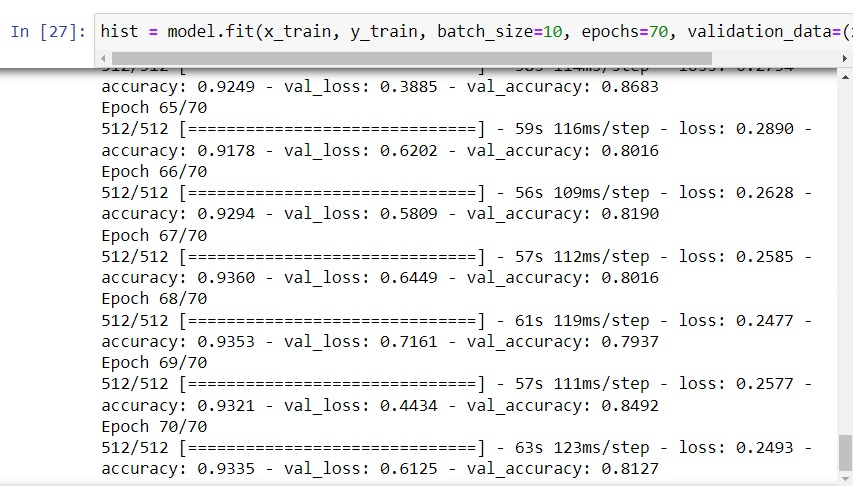 In [27]: hist = model.fit(x_train, y_train, batch_size=10, epochs=70, validation_data=(
accuracy: 0.9249 - val_loss: 0.3885 - val_accuracy: 0.8683
Epoch 65/70
512/512 [==============================] - 59s 116ms/step - loss: 0.2890 -
accuracy: 0.9178 - val_loss: 0.6202 - val_accuracy: 0.8016
Epoch 66/70
512/512 [==============================] - 56s 109ms/step - loss: 0.2628 -
accuracy: 0.9294 - val_loss: 0.5809 - val_accuracy: 0.8190
Epoch 67/70
512/512 [==============================] - 57s 112ms/step - loss: 0.2585 -
accuracy: 0.9360 - val_loss: 0.6449 - val_accuracy: 0.8016
Epoch 68/70
512/512 [==============================] - 61s 119ms/step - loss: 0.2477 -
accuracy: 0.9353 - val_loss: 0.7161 - val_accuracy: 0.7937
Epoch 69/70
512/512 [==============================] - 57s 111ms/step - loss: 0.2577 -
accuracy: 0.9321 - val_loss: 0.4434 - val_accuracy: 0.8492
Epoch 70/70
512/512 [==============================] - 63s 123ms/step - loss: 0.2493 -
accuracy: 0.9335 - val_loss: 0.6125 - val_accuracy: 0.8127